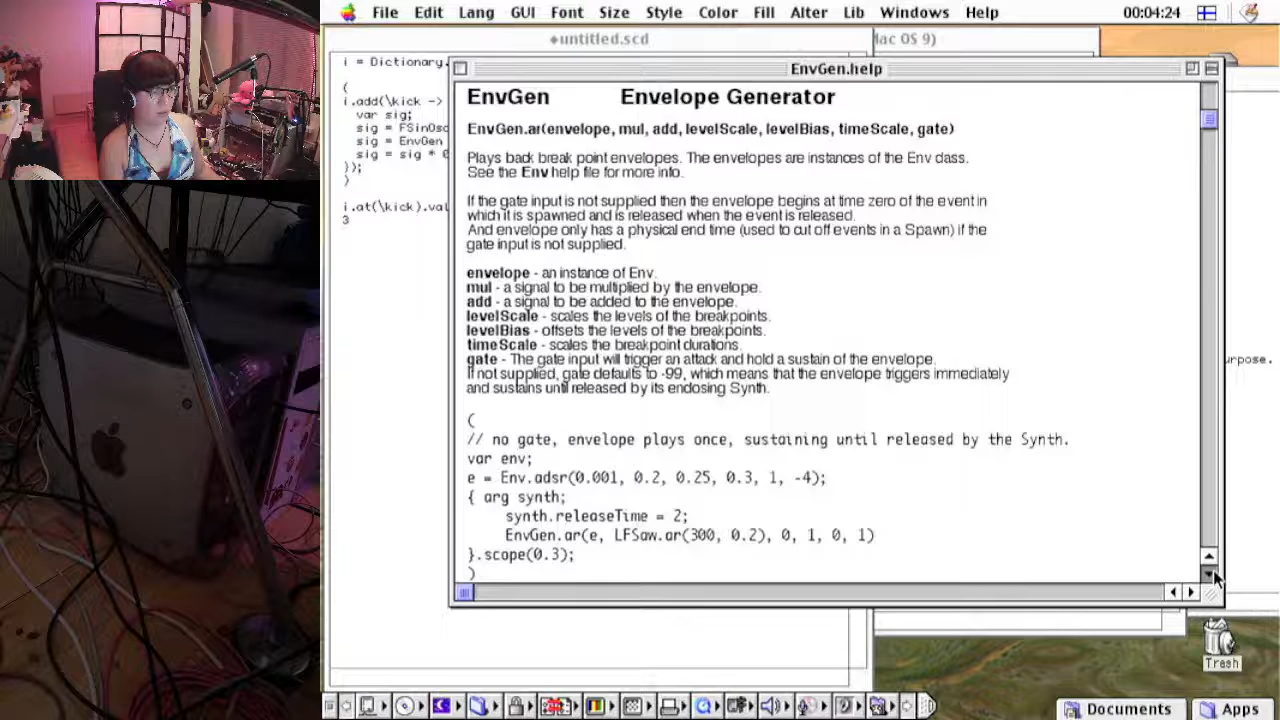 File Edit Lang GUI Font Size Style Color Fill Alter Lib Windows Help 00:04:24
untitled.scd
Mac OS 9)
i = Dictionary.
(
i.add(\kick ->
var sig;
sig = FSinOsc
sig = EnvGen
sig = sig * 0
});
)
i.at(\kick).val
3
EnvGen.help
EnvGen Envelope Generator
EnvGen.ar(envelope, mul, add, levelScale, levelBias, timeScale, gate)
Plays back break point envelopes. The envelopes are instances of the Env class.
See the Env help file for more info.
If the gate input is not supplied then the envelope begins at time zero of the event in
which it is spawned and is released when the event is released.
And envelope only has a physical end time (used to cut off events in a Spawn) if the
gate input is not supplied.
envelope - an instance of Env.
mul - a signal to be multiplied by the envelope.
add - a signal to be added to the envelope.
levelScale - scales the levels of the breakpoints.
levelBias - offsets the levels of the breakpoints.
timeScale - scales the breakpoint durations.
gate - The gate input will trigger an attack and hold a sustain of the envelope.
If not supplied, gate defaults to -99, which means that the envelope triggers immediately
and sustains until released by its enclosing Synth.
(
// no gate, envelope plays once, sustaining until released by the Synth.
var env;
e = Env.adsr(0.001, 0.2, 0.25, 0.3, 1, -4);
{ arg synth;
synth.releaseTime = 2;
EnvGen.ar(e, LFSaw.ar(300, 0.2), 0, 1, 0, 1)
}.scope(0.3);
)
urpose.
Trash
Documents
Apps